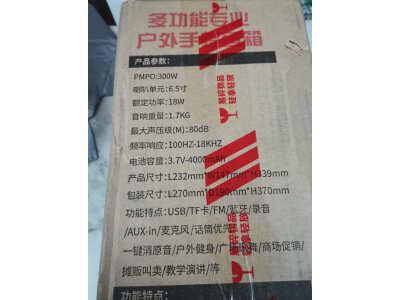 多功能专业
户外手 箱
产品参数:
PMPO:300W
喇叭单元: 6.5寸
额定功率: 18W
音响重量: 1.7KG
最大声压级(M): 80dB
频率响应: 100HZ-18KHZ
电池容量: 3.7V-4000mAh
产品尺寸: L232mm*W147mm*H339mm
包装尺寸: L270mm*D190mm*H370mm
功能特点: USB/TF卡/FM/蓝牙/录音
/AUX-in/麦克风/话筒优先/
一键消原音/户外健身/广场跳舞/商场促销/
摊贩叫卖/教学演讲/等
功能特点: